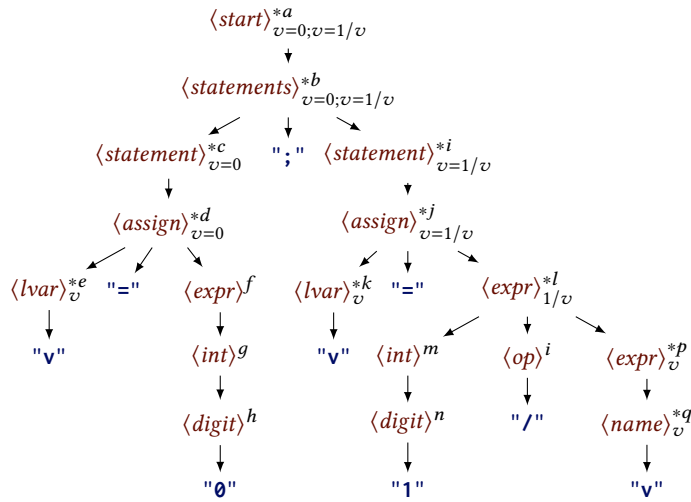 ⟨start⟩*a v=0;v=1/v
⟨statements⟩*b v=0;v=1/v
⟨statement⟩*c v=0 ";" ⟨statement⟩*i v=1/v
⟨assign⟩*d v=0 ⟨assign⟩*j v=1/v
⟨lvar⟩*e v "=" ⟨expr⟩f ⟨lvar⟩*k v "=" ⟨expr⟩*l 1/v
"v" ⟨int⟩g "v" ⟨int⟩m ⟨op⟩i ⟨expr⟩*p v
⟨digit⟩h ⟨digit⟩n "/" ⟨name⟩*q v
"0" "1" "v"